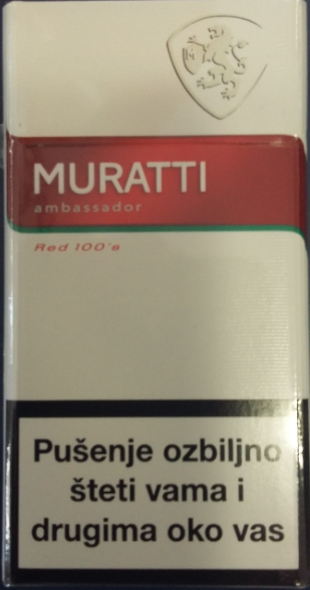 MURATTI
ambassador
Red 100's
Pušenje ozbiljno
šteti vama i
drugima oko vas